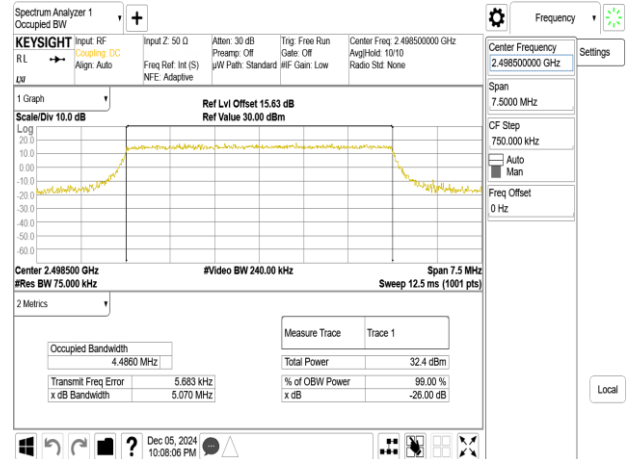 Spectrum Analyzer 1
Occupied BW
Frequency
KEYSIGHT
RL
LXI
Input: RF
Coupling: DC
Align: Auto
Input Z: 50 Ω
Freq Ref: Int (S)
NFE: Adaptive
Atten: 30 dB
Preamp: Off
µW Path: Standard
Trig: Free Run
Gate: Off
#IF Gain: Low
Center Freq: 2.498500000 GHz
Avg|Hold: 10/10
Radio Std: None
Center Frequency
2.498500000 GHz
Settings
Span
7.5000 MHz
CF Step
750.000 kHz
Auto
Man
Freq Offset
0 Hz
1 Graph
Scale/Div 10.0 dB
Ref Lvl Offset 15.63 dB
Ref Value 30.00 dBm
Log
20.0
10.0
0.00
-10.0
-20.0
-30.0
-40.0
-50.0
-60.0
Center 2.498500 GHz
#Res BW 75.000 kHz
#Video BW 240.00 kHz
Span 7.5 MHz
Sweep 12.5 ms (1001 pts)
2 Metrics
Measure Trace Trace 1
Occupied Bandwidth
4.4860 MHz
Total Power 32.4 dBm
Transmit Freq Error 5.683 kHz
% of OBW Power 99.00 %
x dB Bandwidth 5.070 MHz
x dB -26.00 dB
Local
?
Dec 05, 2024
10:08:06 PM